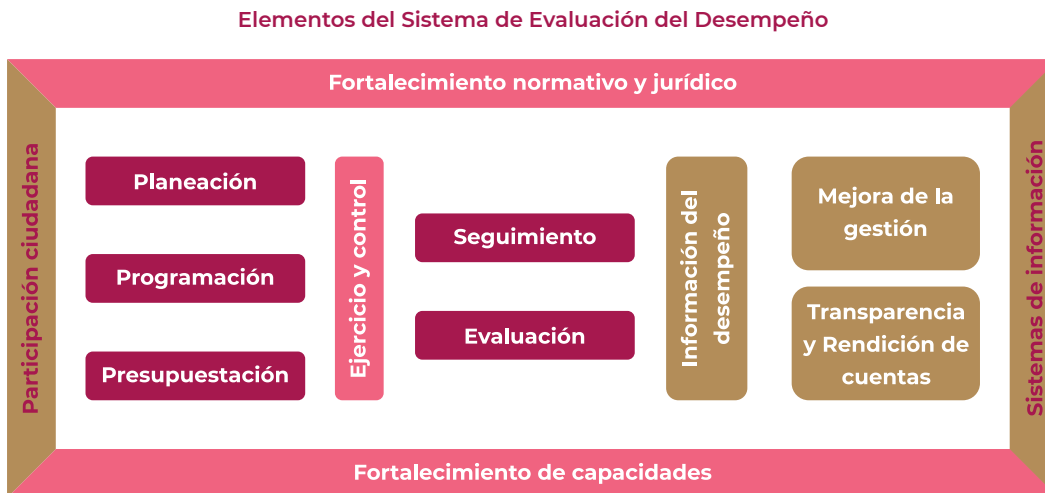 Elementos del Sistema de Evaluación del Desempeño
Fortalecimiento normativo y jurídico
Participación ciudadana
Planeación
Programación
Presupuestación
Ejercicio y control
Seguimiento
Evaluación
Información del
desempeño
Mejora de la
gestión
Transparencia
y Rendición de
cuentas
Sistemas de información
Fortalecimiento de capacidades